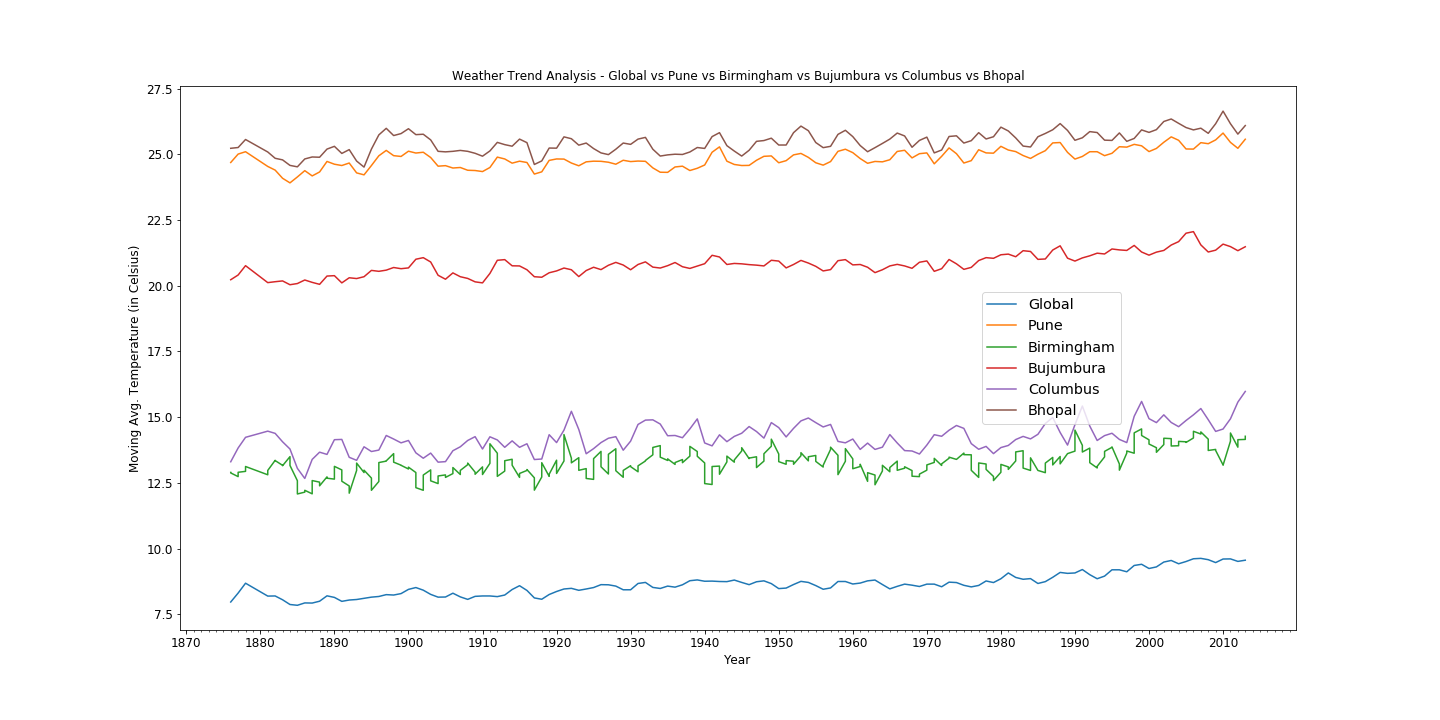 Weather Trend Analysis - Global vs Pune vs Birmingham vs Bujumbura vs Columbus vs Bhopal
27.5
25.0
22.5
20.0
17.5
15.0
12.5
10.0
7.5
Moving Avg. Temperature (in Celsius)
Global
Pune
Birmingham
Bujumbura
Columbus
Bhopal
1870 1880 1890 1900 1910 1920 1930 1940 1950 1960 1970 1980 1990 2000 2010
Year